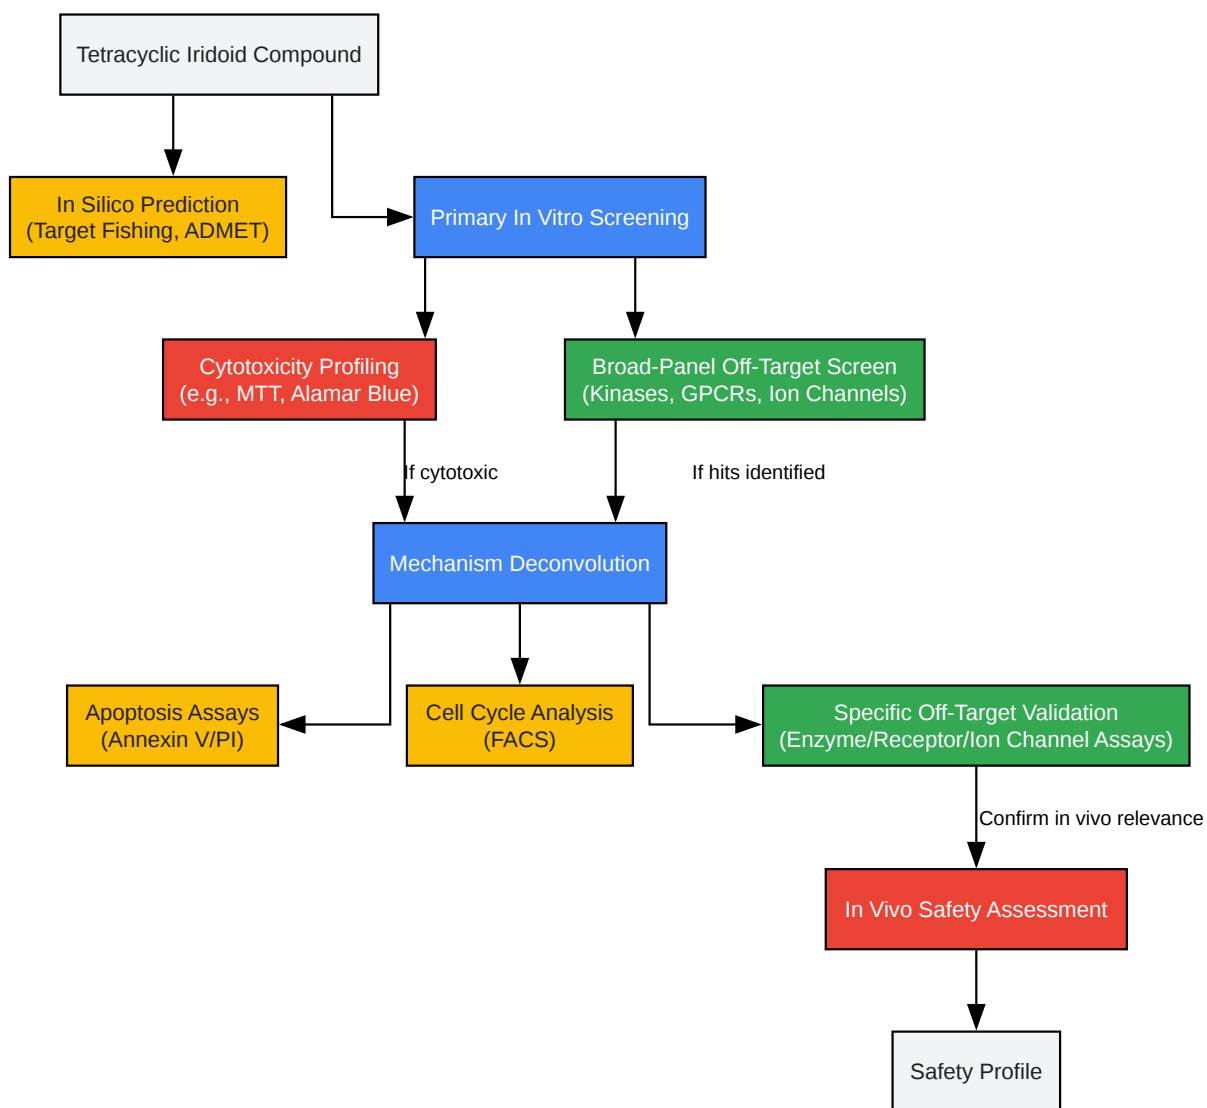 Tetracyclic Iridoid Compound
In Silico Prediction
(Target Fishing, ADMET)
Primary In Vitro Screening
Cytotoxicity Profiling
(e.g., MTT, Alamar Blue)
Broad-Panel Off-Target Screen
(Kinases, GPCRs, Ion Channels)
If cytotoxic
If hits identified
Mechanism Deconvolution
Apoptosis Assays
(Annexin V/PI)
Cell Cycle Analysis
(FACS)
Specific Off-Target Validation
(Enzyme/Receptor/Ion Channel Assays)
Confirm in vivo relevance
In Vivo Safety Assessment
Safety Profile